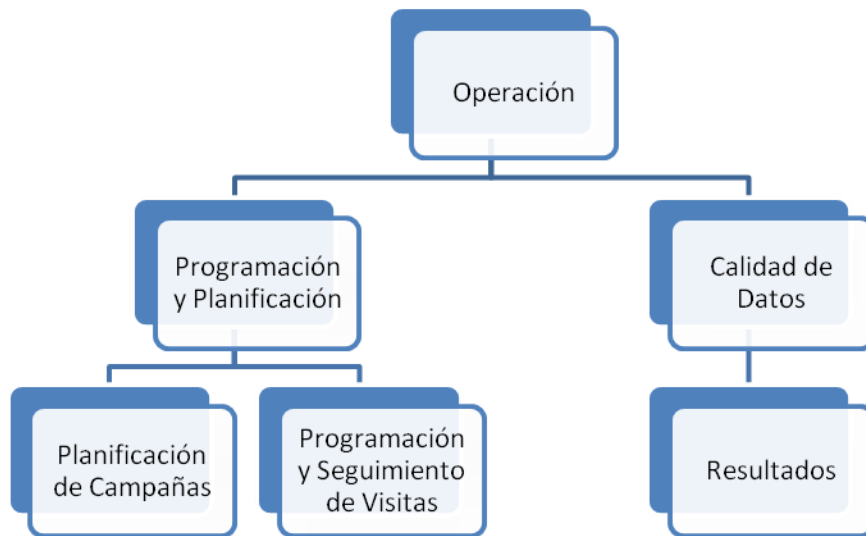 Operación
Programación
y Planificación
Calidad de
Datos
Planificación
de Campañas
Programación
y Seguimiento
de Visitas
Resultados